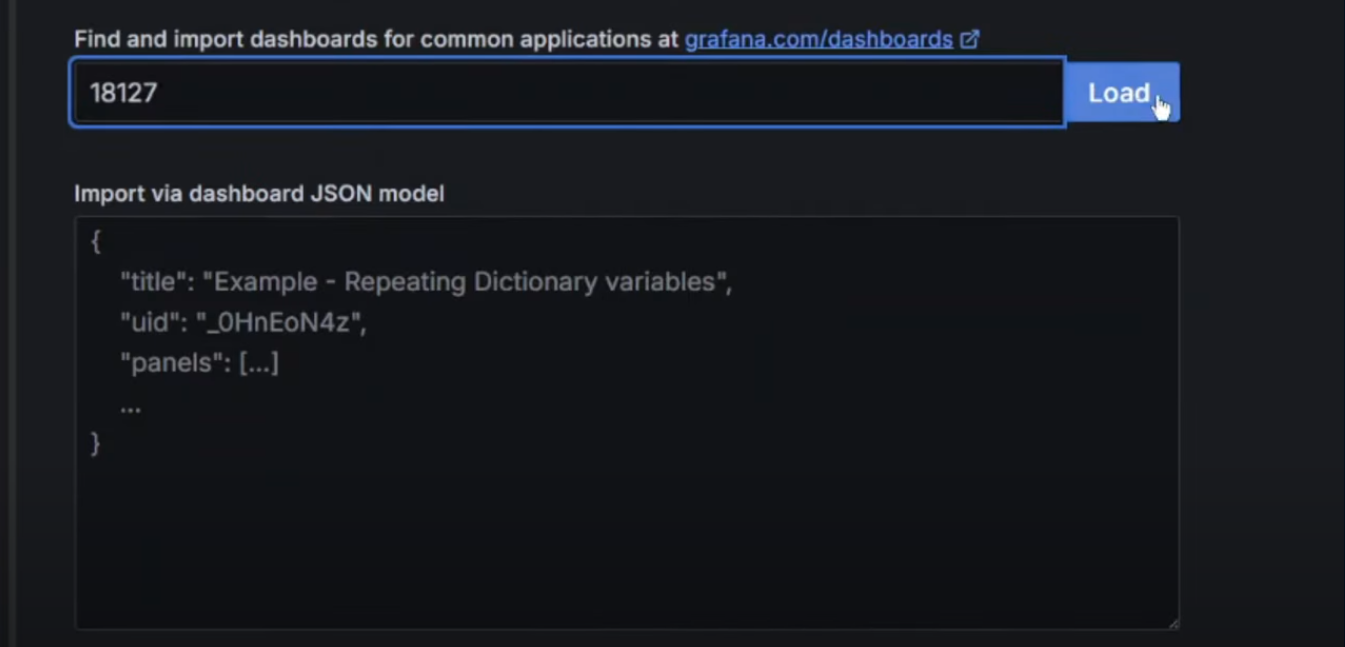 Find and import dashboards for common applications at grafana.com/dashboards
18127
Load
Import via dashboard JSON model
{
"title": "Example - Repeating Dictionary variables",
"uid": "_0HnEoN4z",
"panels": [...]
...
}